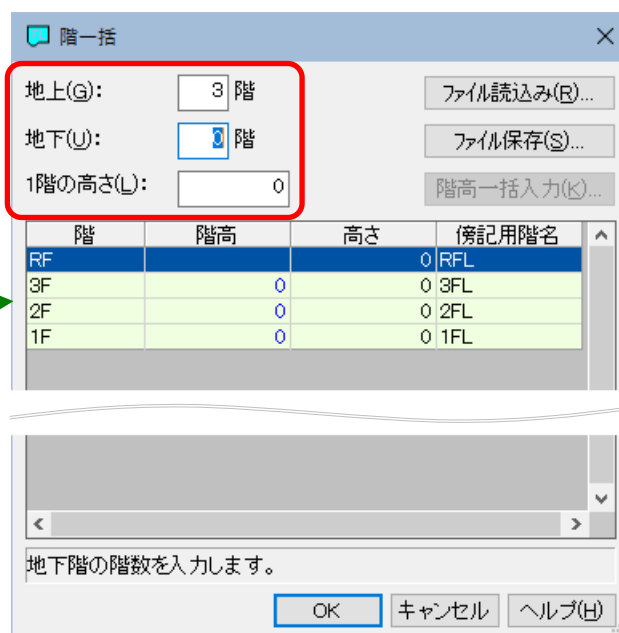 階一括
地上(G): 3 階 ファイル読込み(R)...
地下(U): 0 階 ファイル保存(S)...
1階の高さ(L): 0 階高一括入力(K)...
階 階高 高さ 傍記用階名
RF 0 RFL
3F 0 0 3FL
2F 0 0 2FL
1F 0 0 1FL
地下階の階数を入力します。
OK キャンセル ヘルプ(H)